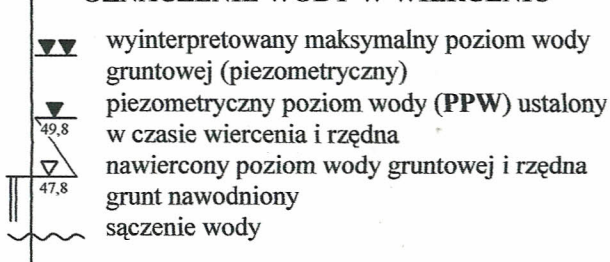 OZNACZENIE WODY W WIERCENIU
wyinterpretowany maksymalny poziom wody
gruntowej (piezometryczny)
piezometryczny poziom wody (PPW) ustalony
49,8
w czasie wiercenia i rzędna
nawiercony poziom wody gruntowej i rzędna
47,8
grunt nawodniony
sączenie wody